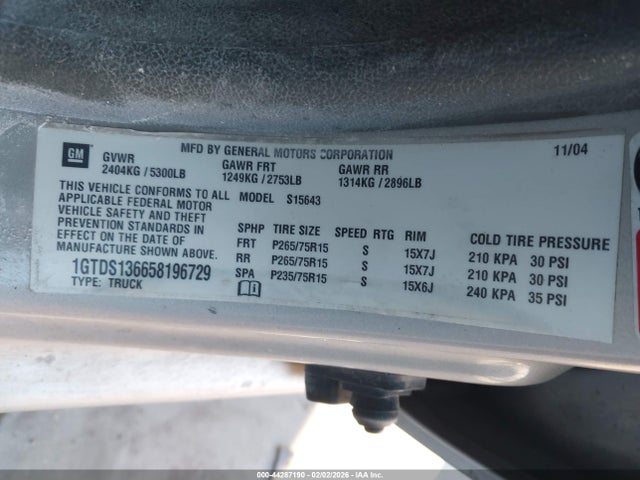 GM
MFD BY GENERAL MOTORS CORPORATION
11/04
GVWR
2404KG / 5300LB
GAWR FRT
1249KG / 2753LB
GAWR RR
1314KG / 2896LB
THIS VEHICLE CONFORMS TO ALL
APPLICABLE FEDERAL MOTOR
VEHICLE SAFETY AND THEFT
PREVENTION STANDARDS IN
EFFECT ON THE DATE OF
MANUFACTURE SHOWN ABOVE.
1GTDS136658196729
TYPE: TRUCK
MODEL S15643
SPHP TIRE SIZE SPEED RTG RIM COLD TIRE PRESSURE
FRT P265/75R15 S 15X7J 210 KPA 30 PSI
RR P265/75R15 S 15X7J 210 KPA 30 PSI
SPA P235/75R15 S 15X6J 240 KPA 35 PSI
000-44287190 - 02/02/2026 - IAAI.COM